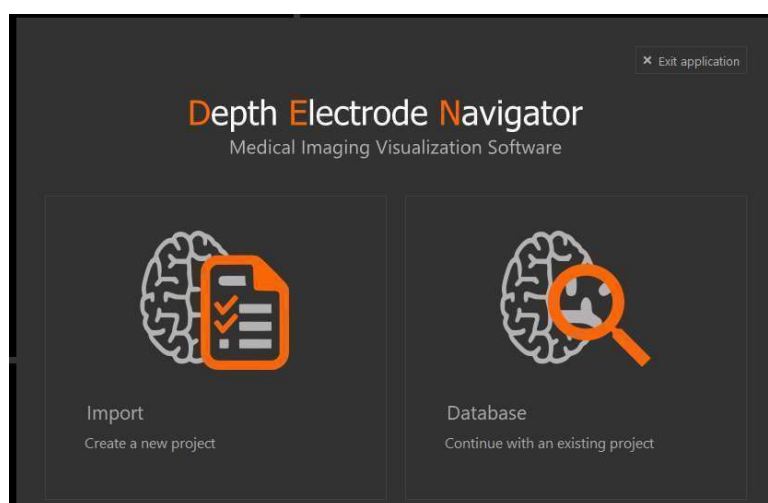 × Exit application
Depth Electrode Navigator
Medical Imaging Visualization Software
Import
Create a new project
Database
Continue with an existing project